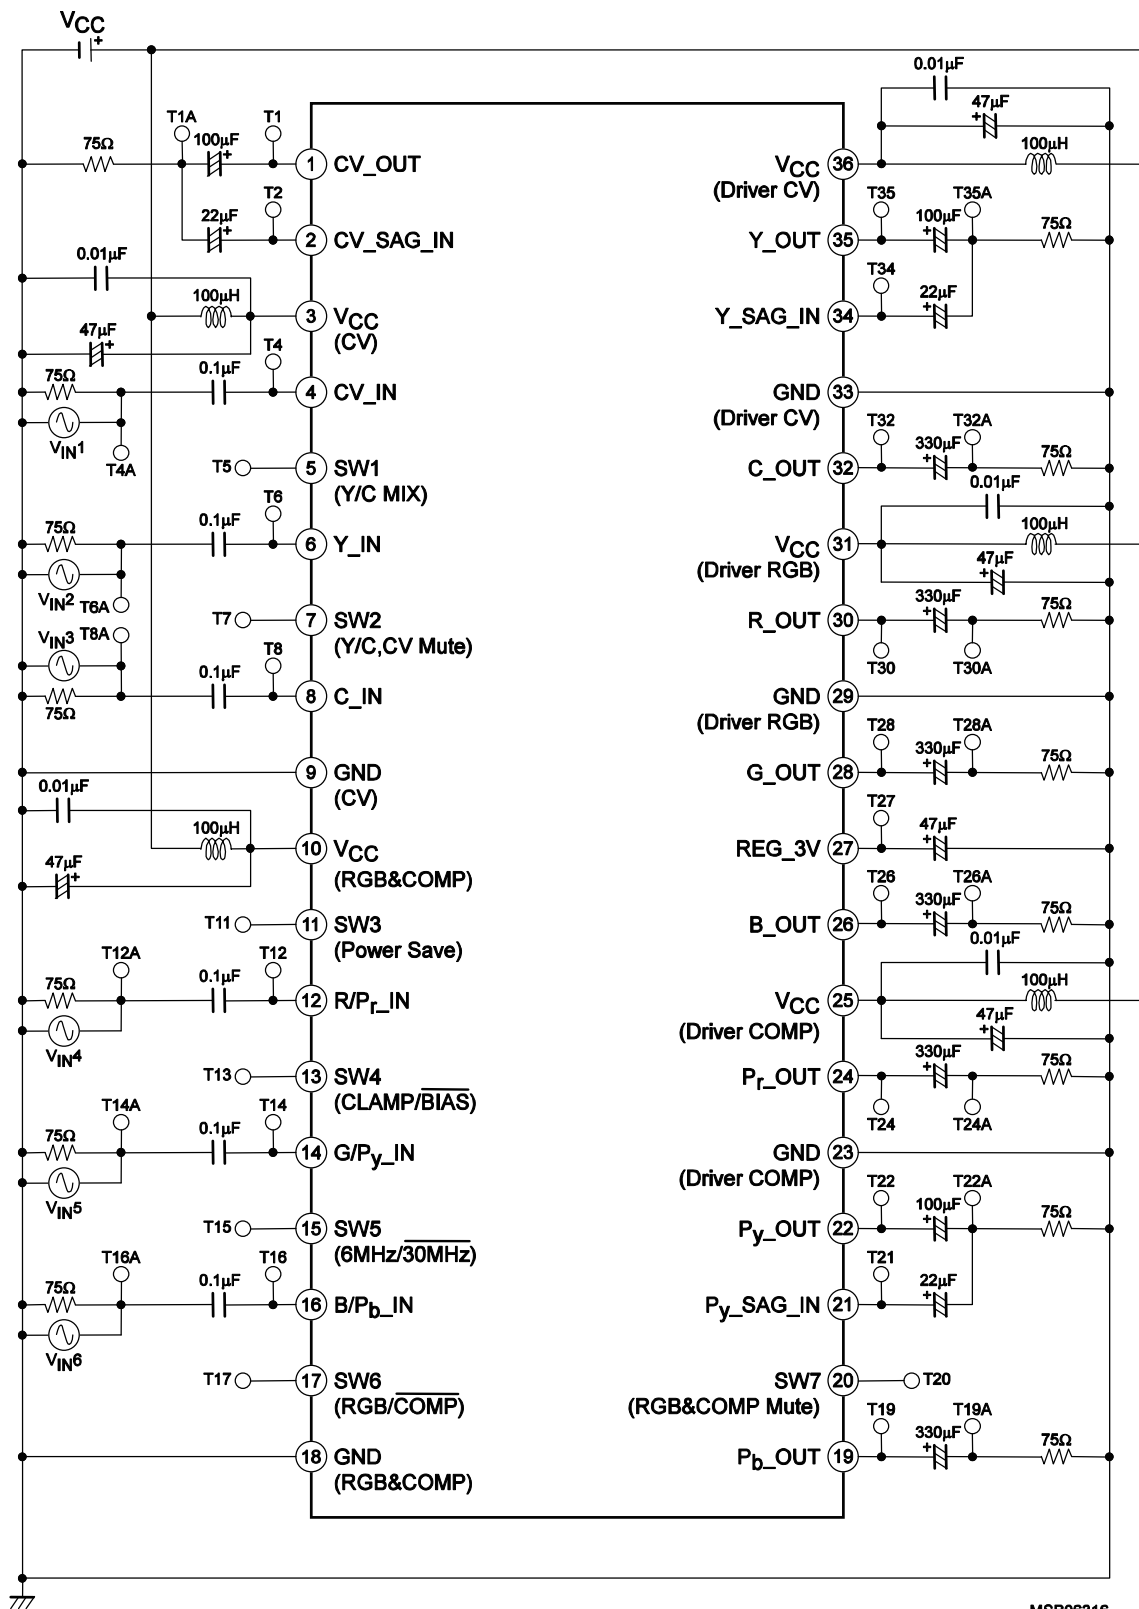 VCC
0.01µF
47µF
100µH
T1A
T1
75Ω
100µF
1
CV_OUT
VCC
(Driver CV)
36
T2
22µF
2
CV_SAG_IN
T35
T35A
100µF
75Ω
Y_OUT
35
0.01µF
100µH
47µF
3
VCC
(CV)
T34
22µF
Y_SAG_IN
34
75Ω
0.1µF
T4
4
CV_IN
VIN1
T4A
GND
(Driver CV)
33
T5
5
SW1
(Y/C MIX)
T32
T32A
330µF
75Ω
C_OUT
32
75Ω
0.1µF
T6
6
Y_IN
VIN2
T6A
0.01µF
100µH
47µF
VCC
(Driver RGB)
31
T7
7
SW2
(Y/C,CV Mute)
330µF
75Ω
R_OUT
30
T30
T30A
VIN3
T8A
T8
0.1µF
75Ω
8
C_IN
GND
(Driver RGB)
29
9
GND
(CV)
T28
T28A
330µF
75Ω
G_OUT
28
0.01µF
100µH
47µF
10
VCC
(RGB&COMP)
T27
47µF
REG_3V
27
T11
11
SW3
(Power Save)
T26
T26A
330µF
75Ω
B_OUT
26
T12A
T12
75Ω
0.1µF
12
R/Pr_IN
VIN4
0.01µF
100µH
47µF
VCC
(Driver COMP)
25
T13
13
SW4
(CLAMP/BIAS)
330µF
75Ω
Pr_OUT
24
T24
T24A
T14A
T14
75Ω
0.1µF
14
G/Py_IN
VIN5
GND
(Driver COMP)
23
T15
15
SW5
(6MHz/30MHz)
T22
T22A
100µF
75Ω
Py_OUT
22
T16A
T16
75Ω
0.1µF
16
B/Pb_IN
VIN6
T21
22µF
Py_SAG_IN
21
T17
17
SW6
(RGB/COMP)
SW7
(RGB&COMP Mute)
20
T20
18
GND
(RGB&COMP)
T19
T19A
330µF
75Ω
Pb_OUT
19